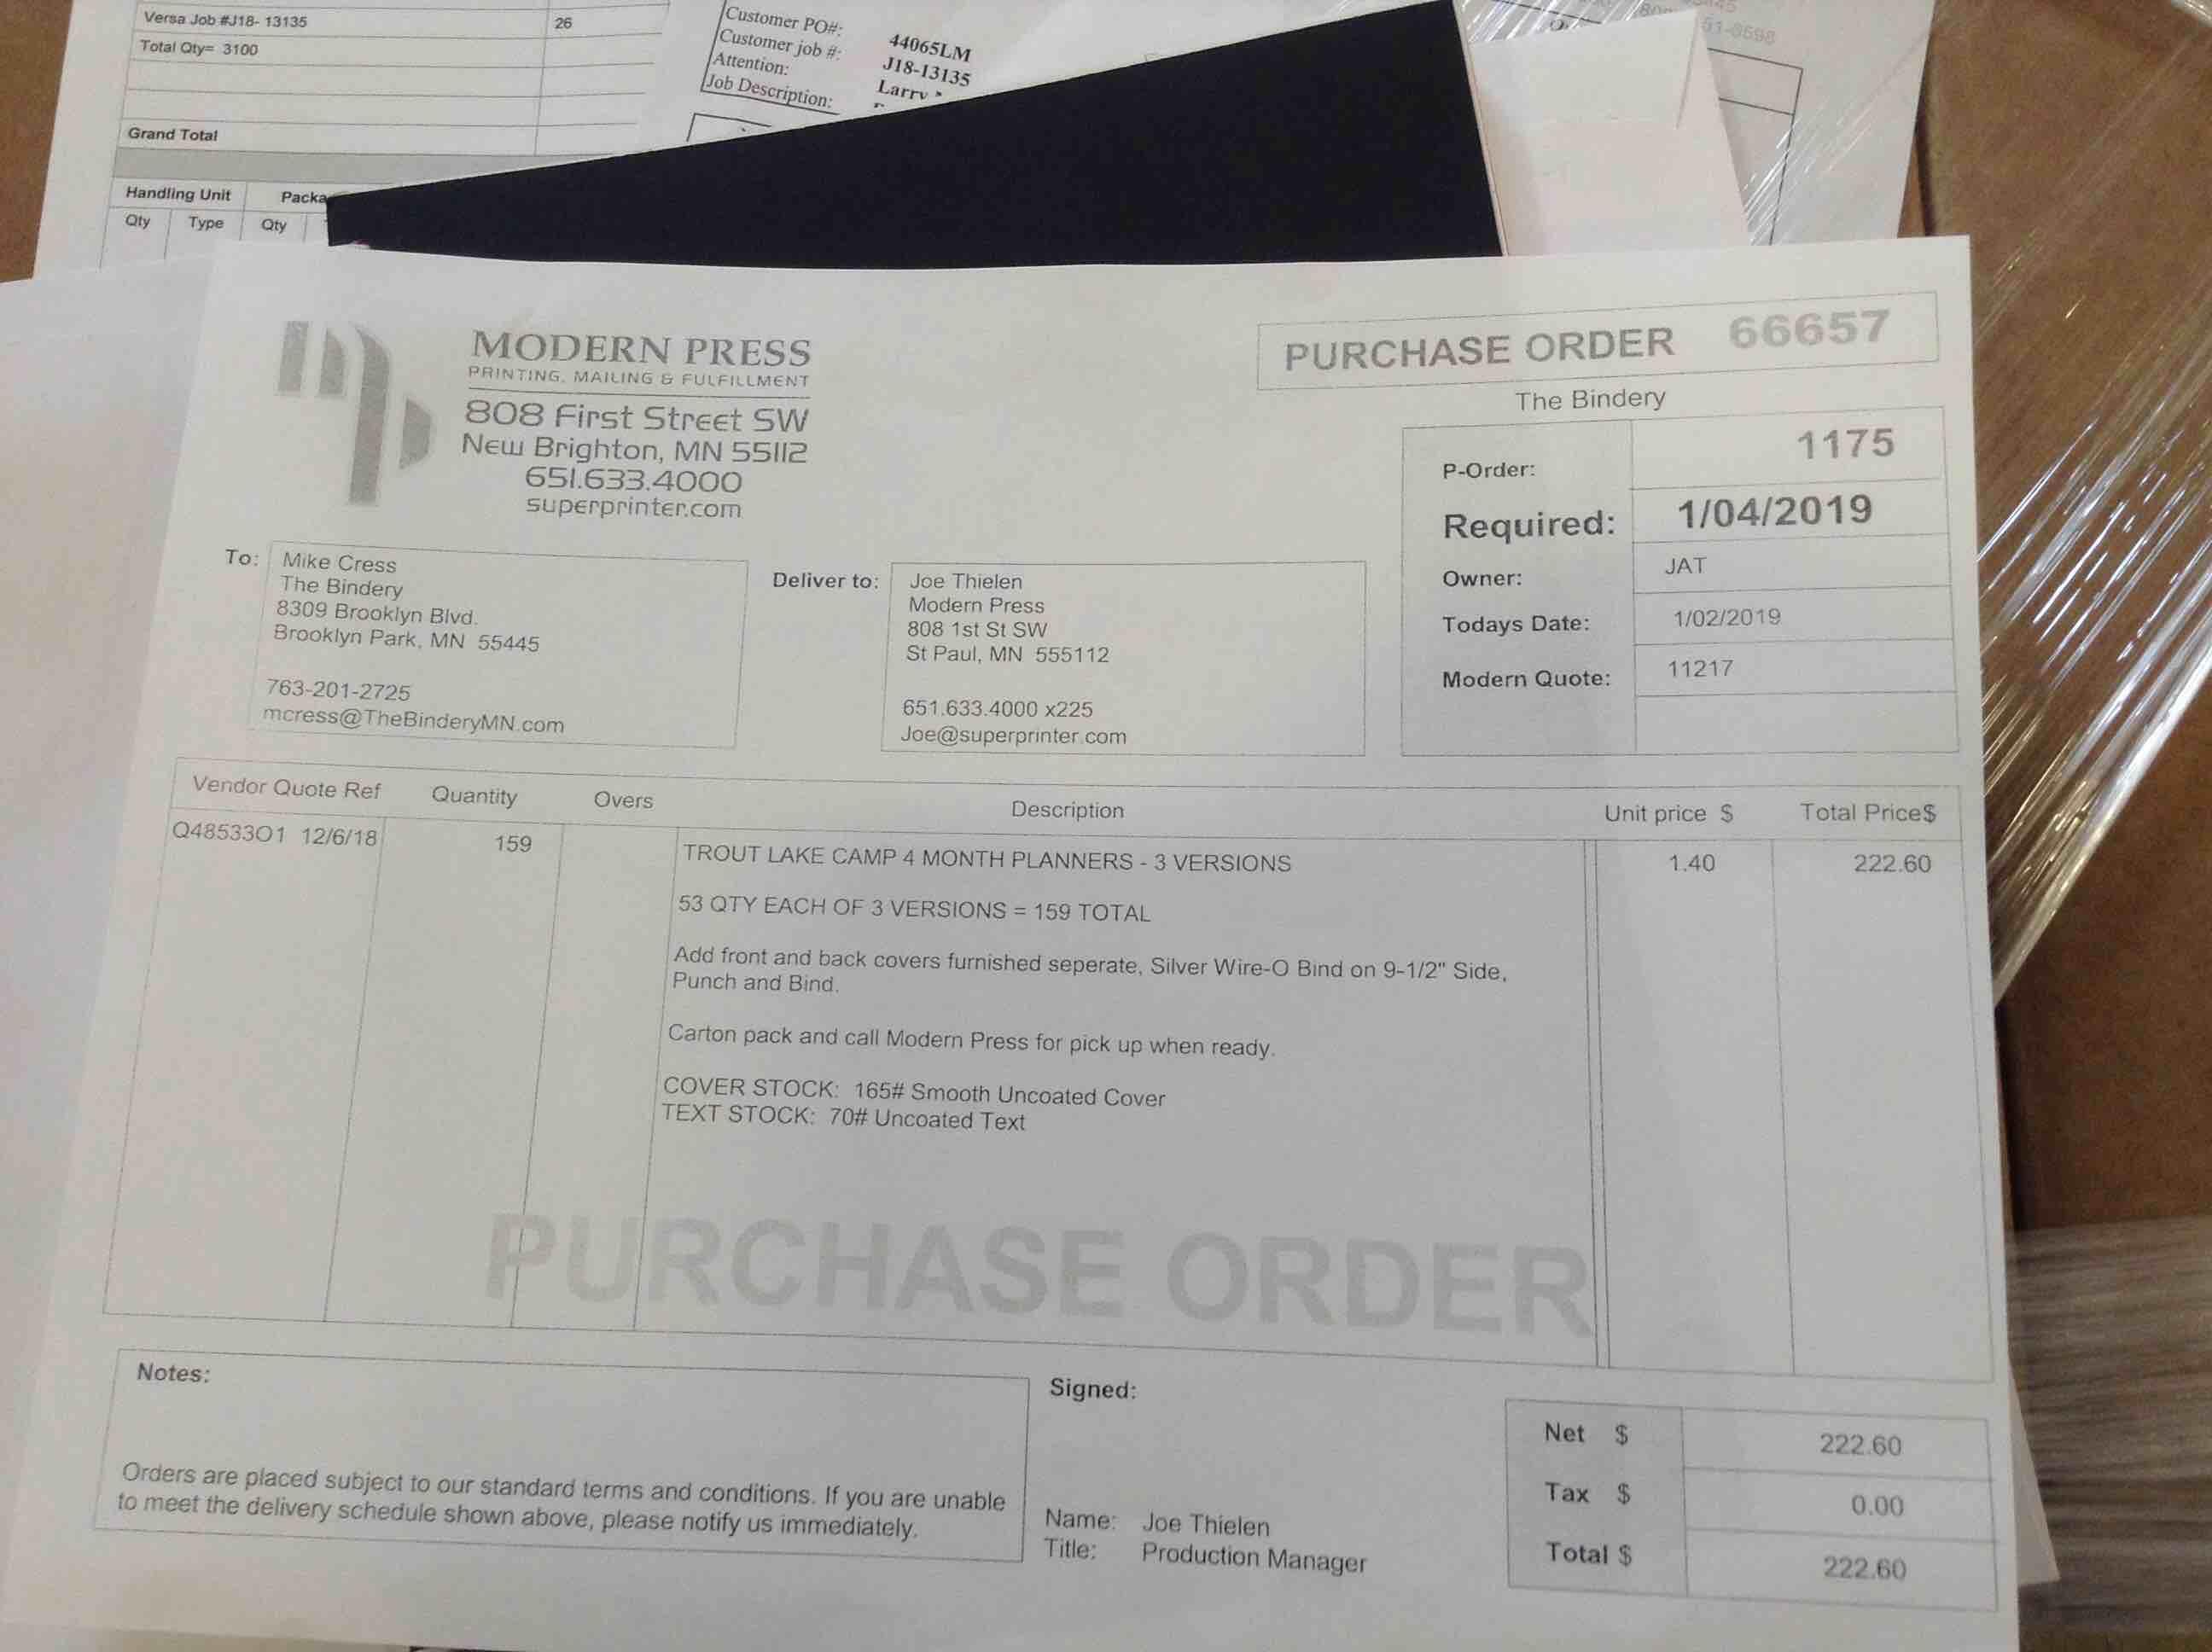 Versa Job #J18- 13135
26
Total Qty= 3100
Grand Total
Handling Unit
Qty Type Qty
Customer PO#: 44065LM
Customer job #: J18-13135
Attention: Larry
Job Description:
MODERN PRESS
PRINTING, MAILING & FULFILLMENT
808 First Street SW
New Brighton, MN 55112
651.633.4000
superprinter.com
PURCHASE ORDER 66657
The Bindery
P-Order: 1175
Required: 1/04/2019
Owner: JAT
Todays Date: 1/02/2019
Modern Quote: 11217
To: Mike Cress
The Bindery
8309 Brooklyn Blvd.
Brooklyn Park, MN 55445
763-201-2725
mcress@TheBinderyMN.com
Deliver to: Joe Thielen
Modern Press
808 1st St SW
St Paul, MN 555112
651.633.4000 x225
Joe@superprinter.com
Vendor Quote Ref Quantity Overs Description Unit price $ Total Price$
Q48533O1 12/6/18 159 TROUT LAKE CAMP 4 MONTH PLANNERS - 3 VERSIONS 1.40 222.60
53 QTY EACH OF 3 VERSIONS = 159 TOTAL
Add front and back covers furnished seperate, Silver Wire-O Bind on 9-1/2" Side,
Punch and Bind.
Carton pack and call Modern Press for pick up when ready.
COVER STOCK: 165# Smooth Uncoated Cover
TEXT STOCK: 70# Uncoated Text
PURCHASE ORDER
Notes:
Orders are placed subject to our standard terms and conditions. If you are unable
to meet the delivery schedule shown above, please notify us immediately.
Signed:
Name: Joe Thielen
Title: Production Manager
Net $ 222.60
Tax $ 0.00
Total $ 222.60